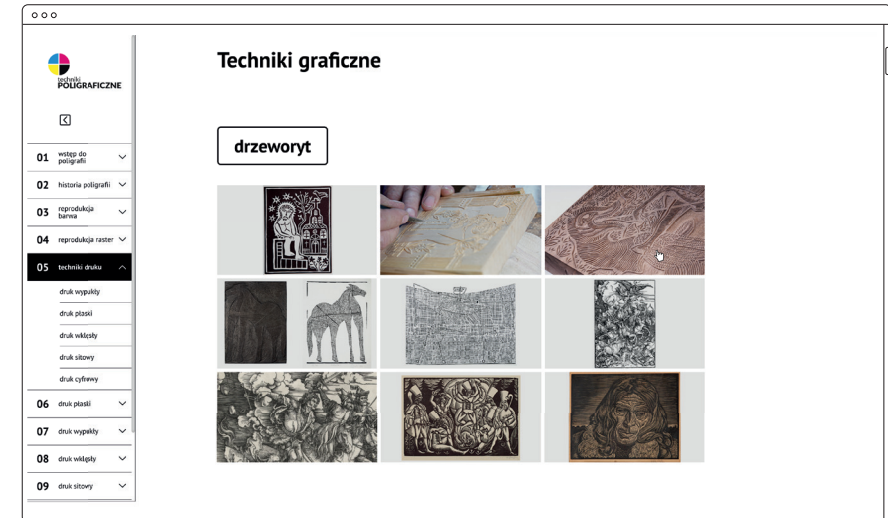 techniki
POLIGRAFICZNE
01 wstęp do
poligrafii
02 historia poligrafii
03 reprodukcja
barwa
04 reprodukcja raster
05 techniki druku
druk wypukły
druk płaski
druk wklęsły
druk sitowy
druk cyfrowy
06 druk płaski
07 druk wypukły
08 druk wklęsły
09 druk sitowy
Techniki graficzne
drzeworyt